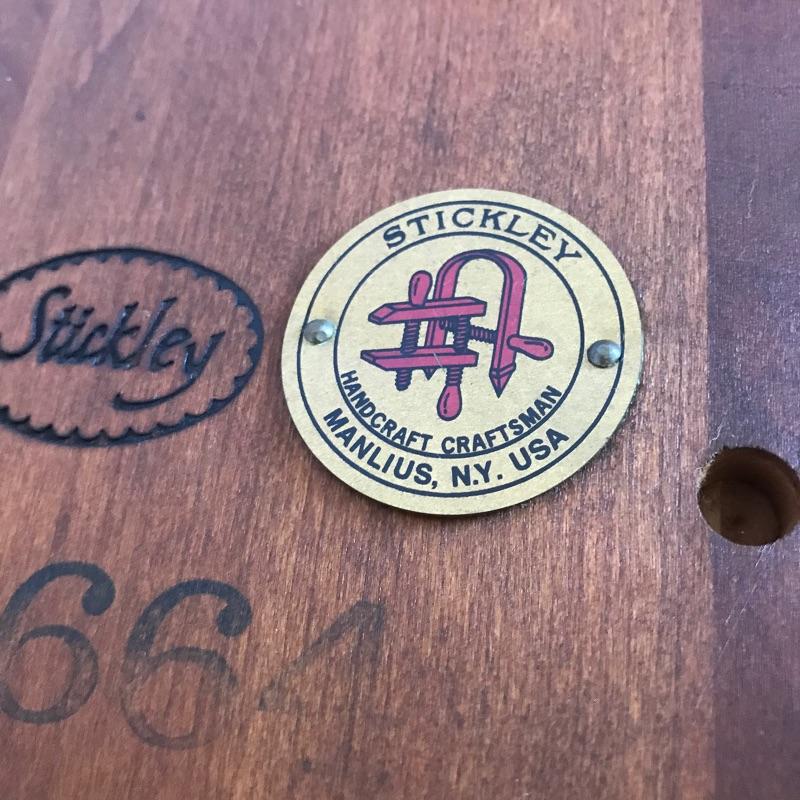 STICKLEY
HANDCRAFT CRAFTSMAN
MANLIUS, N.Y. USA
Stickley
664